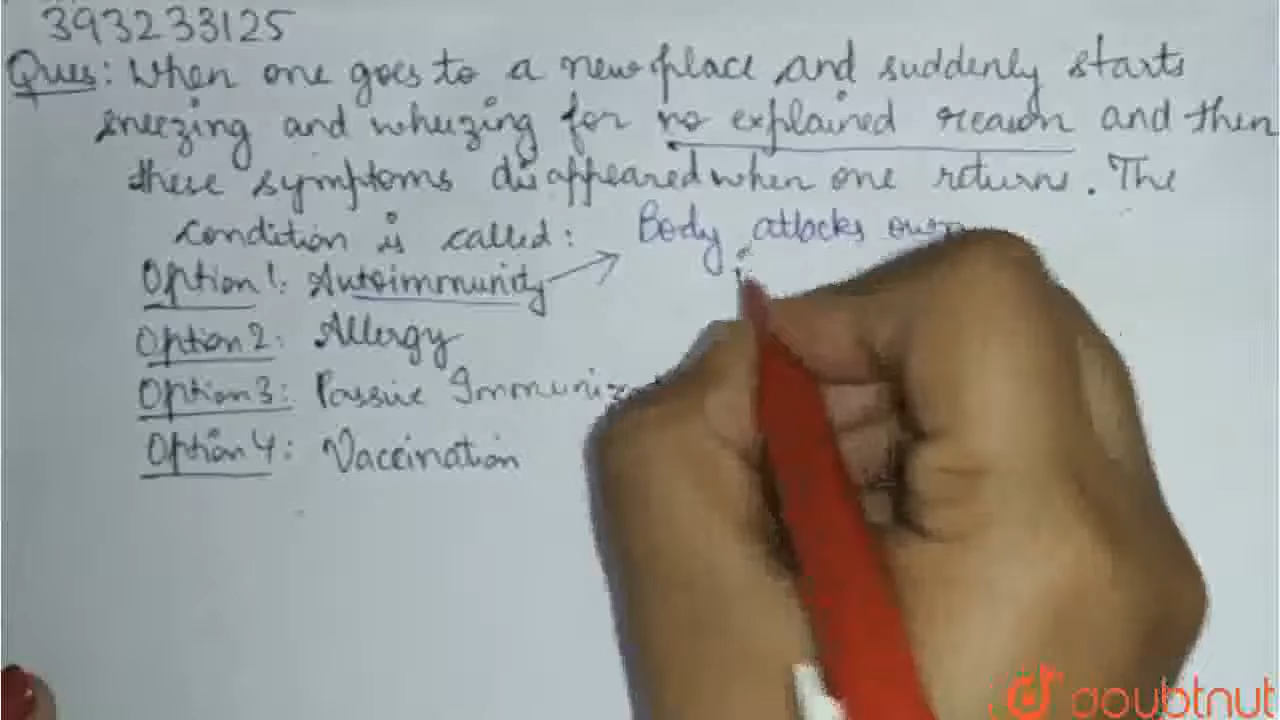 393233125
Ques: When one goes to a new place and suddenly starts
sneezing and wheezing for no explained reason and then
these symptoms disappeared when one returns. The
condition is called: Body attacks
Option 1: Autoimmunity
Option 2: Allergy
Option 3: Passive
Option 4: Vaccination
doubtnut